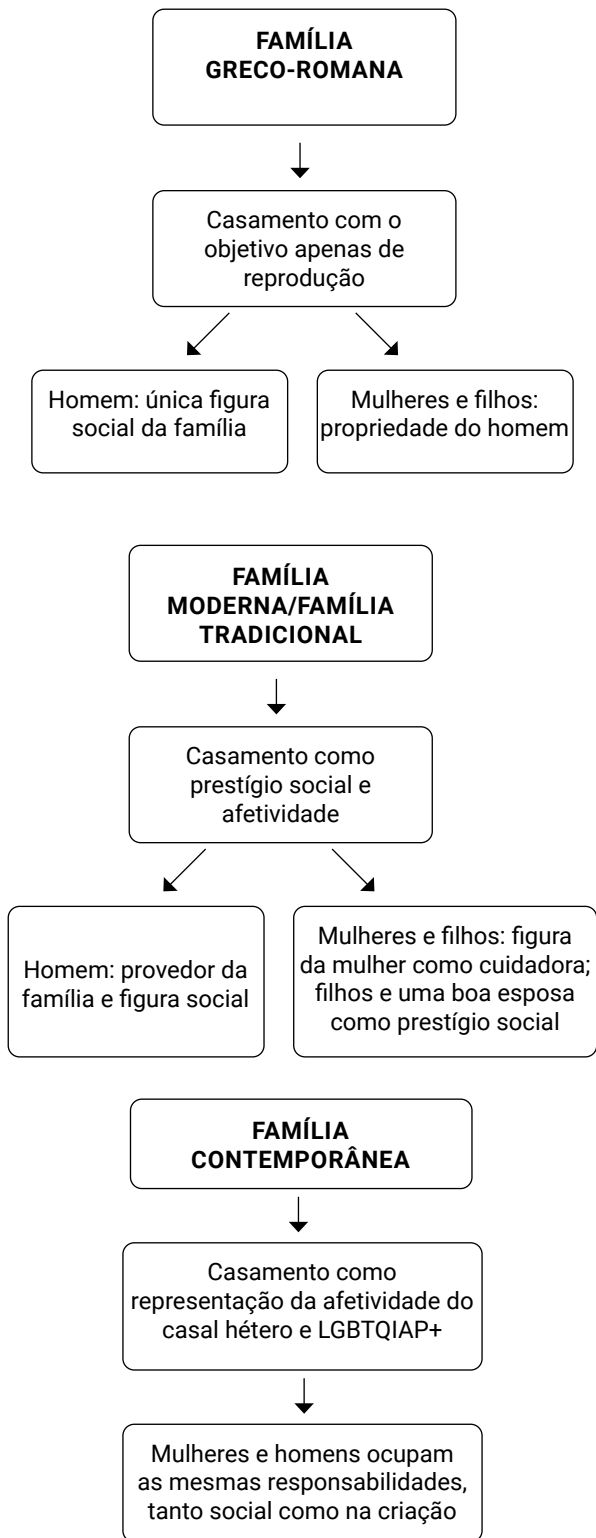 FAMÍLIA
GRECO-ROMANA
Casamento com o
objetivo apenas de
reprodução
Homem: única figura
social da família
Mulheres e filhos:
propriedade do homem
FAMÍLIA
MODERNA/FAMÍLIA
TRADICIONAL
Casamento como
prestígio social e
afetividade
Homem: provedor da
família e figura social
Mulheres e filhos: figura
da mulher como cuidadora;
filhos e uma boa esposa
como prestígio social
FAMÍLIA
CONTEMPORÂNEA
Casamento como
representação da afetividade do
casal hétero e LGBTQIAP+
Mulheres e homens ocupam
as mesmas responsabilidades,
tanto social como na criação